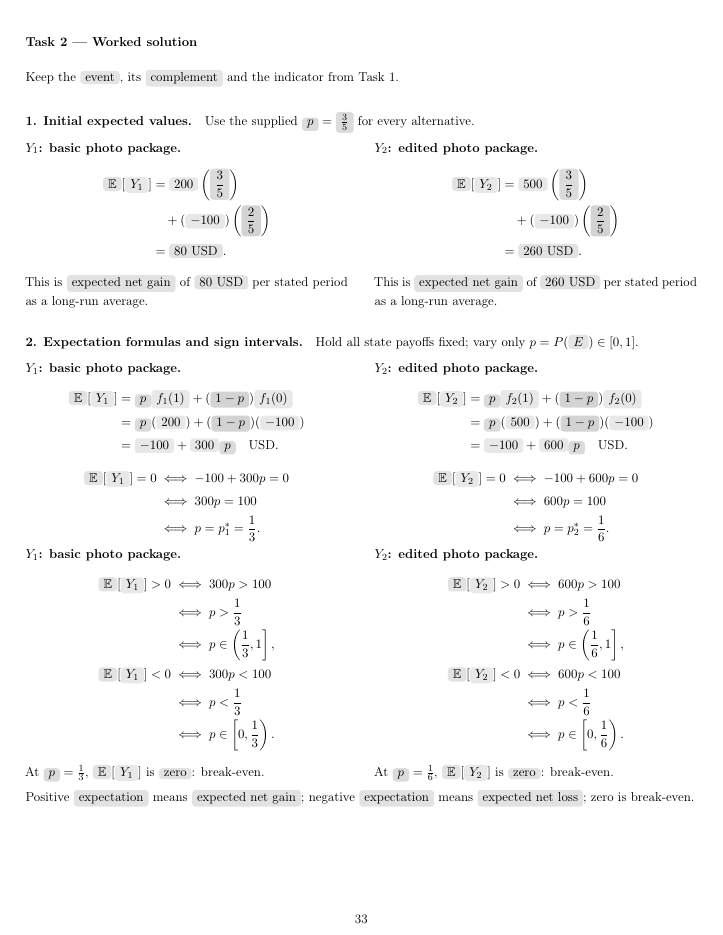 Task 2 — Worked solution
Keep the event, its complement and the indicator from Task 1.
1. Initial expected values. Use the supplied p = 3/5 for every alternative.
Y₁: basic photo package.
𝔼[Y₁] = 200 (3/5)
+ (−100) (2/5)
= 80 USD.
This is expected net gain of 80 USD per stated period
as a long-run average.
Y₂: edited photo package.
𝔼[Y₂] = 500 (3/5)
+ (−100) (2/5)
= 260 USD.
This is expected net gain of 260 USD per stated period
as a long-run average.
2. Expectation formulas and sign intervals. Hold all state payoffs fixed; vary only p = P(E) ∈ [0, 1].
Y₁: basic photo package.
𝔼[Y₁] = p f₁(1) + (1 − p) f₁(0)
= p(200) + (1 − p)(−100)
= −100 + 300 p USD.
𝔼[Y₁] = 0 ⟺ −100 + 300p = 0
⟺ 300p = 100
⟺ p = p₁* = 1/3.
Y₂: edited photo package.
𝔼[Y₂] = p f₂(1) + (1 − p) f₂(0)
= p(500) + (1 − p)(−100)
= −100 + 600 p USD.
𝔼[Y₂] = 0 ⟺ −100 + 600p = 0
⟺ 600p = 100
⟺ p = p₂* = 1/6.
Y₁: basic photo package.
𝔼[Y₁] > 0 ⟺ 300p > 100
⟺ p > 1/3
⟺ p ∈ (1/3, 1],
𝔼[Y₁] < 0 ⟺ 300p < 100
⟺ p < 1/3
⟺ p ∈ [0, 1/3).
At p = 1/3, 𝔼[Y₁] is zero: break-even.
Y₂: edited photo package.
𝔼[Y₂] > 0 ⟺ 600p > 100
⟺ p > 1/6
⟺ p ∈ (1/6, 1],
𝔼[Y₂] < 0 ⟺ 600p < 100
⟺ p < 1/6
⟺ p ∈ [0, 1/6).
At p = 1/6, 𝔼[Y₂] is zero: break-even.
Positive expectation means expected net gain; negative expectation means expected net loss; zero is break-even.
33